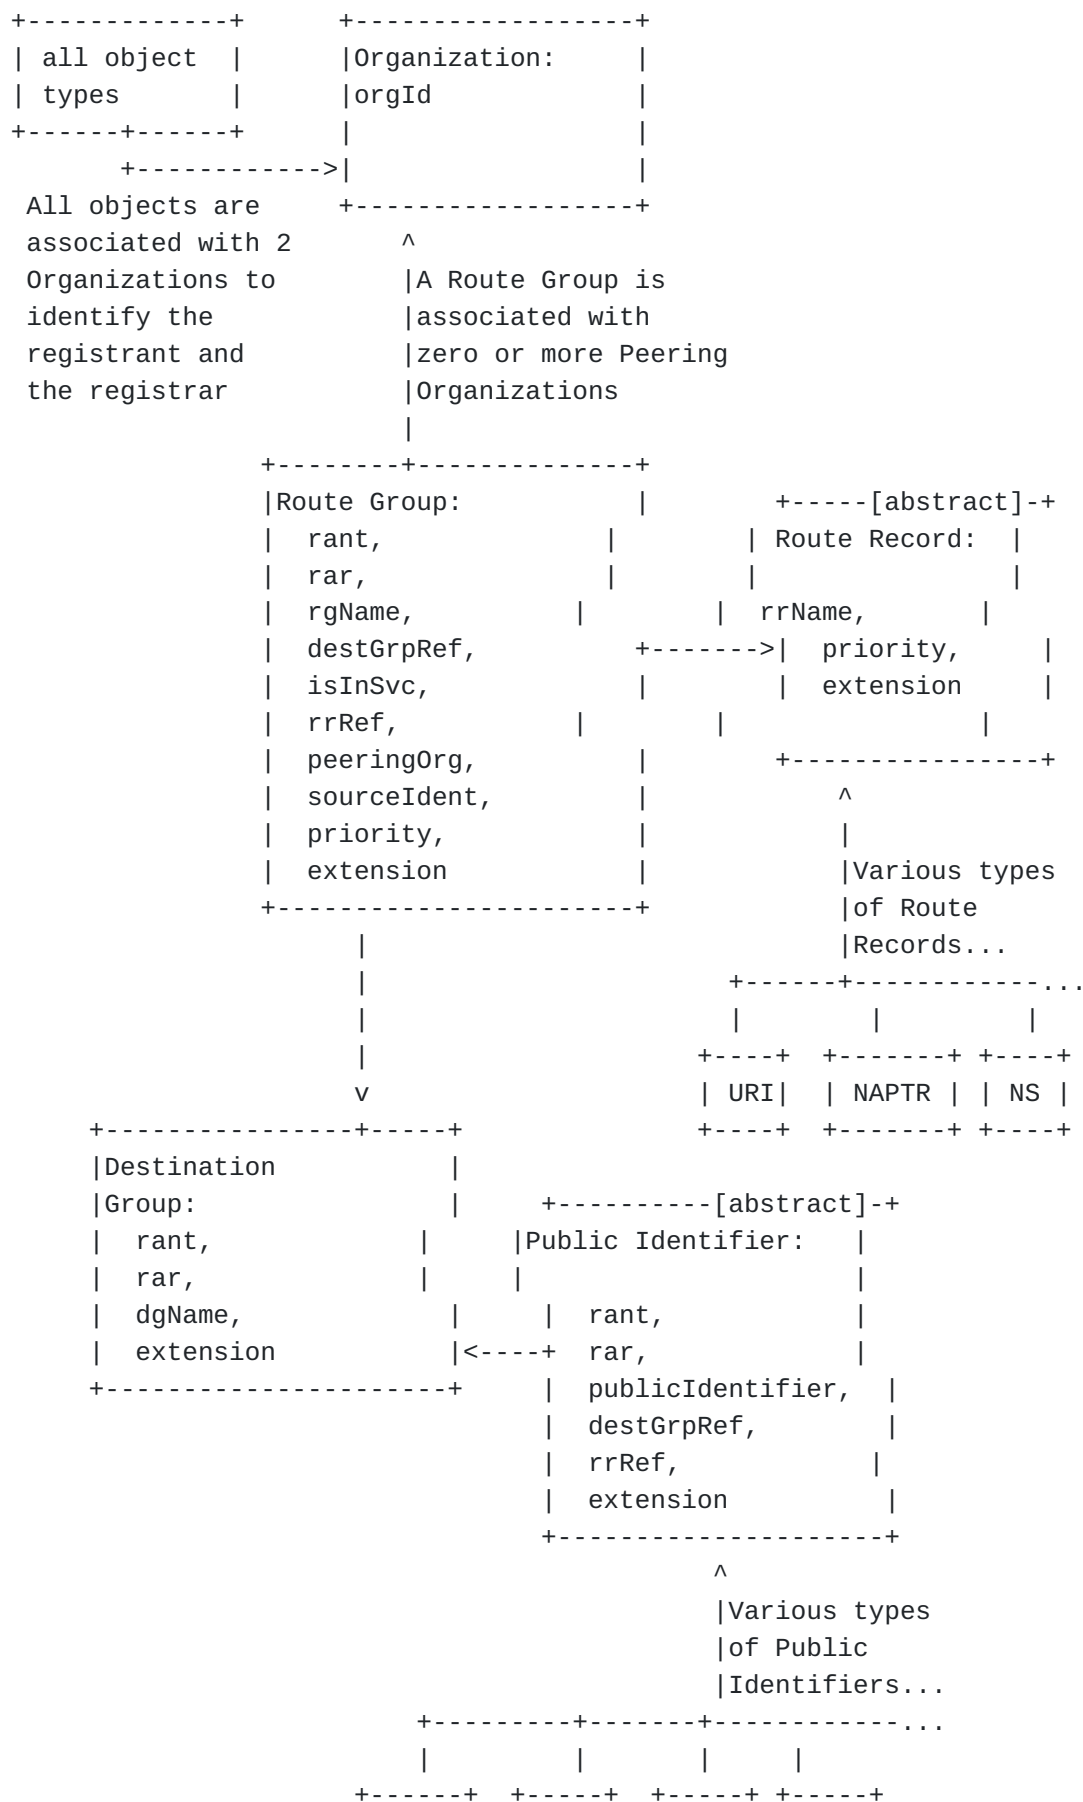 +-------------+      +------------------+
| all object  |      |Organization:     |
| types       |      |orgId             |
+------+------+      |                  |
       +------------>|                  |
 All objects are     +------------------+
 associated with 2       ^
 Organizations to        |A Route Group is
 identify the            |associated with
 registrant and          |zero or more Peering
 the registrar           |Organizations
                         |
                +--------+--------------+
                |Route Group:           |        +-----[abstract]-+
                |  rant,              |        | Route Record:  |
                |  rar,               |        |                |
                |  rgName,          |        |  rrName,       |
                |  destGrpRef,          +------->|  priority,     |
                |  isInSvc,             |        |  extension     |
                |  rrRef,           |        |                |
                |  peeringOrg,          |        +----------------+
                |  sourceIdent,         |            ^
                |  priority,            |            |
                |  extension            |            |Various types
                +-----------------------+            |of Route
                      |                              |Records...
                      |                       +------+------------...
                      |                       |        |         |
                      |                     +----+  +-------+ +----+
                      v                     | URI|  | NAPTR | | NS |
     +----------------+-----+               +----+  +-------+ +----+
     |Destination           |
     |Group:                |     +----------[abstract]-+
     |  rant,             |     |Public Identifier:   |
     |  rar,              |     |                     |
     |  dgName,             |     |  rant,            |
     |  extension           |<----+  rar,             |
     +----------------------+     |  publicIdentifier,  |
                                  |  destGrpRef,        |
                                  |  rrRef,            |
                                  |  extension          |
                                  +---------------------+
                                             ^
                                             |Various types
                                             |of Public
                                             |Identifiers...
                          +---------+-------+------------...
                          |         |       |     |
                      +------+  +-----+  +-----+ +-----+